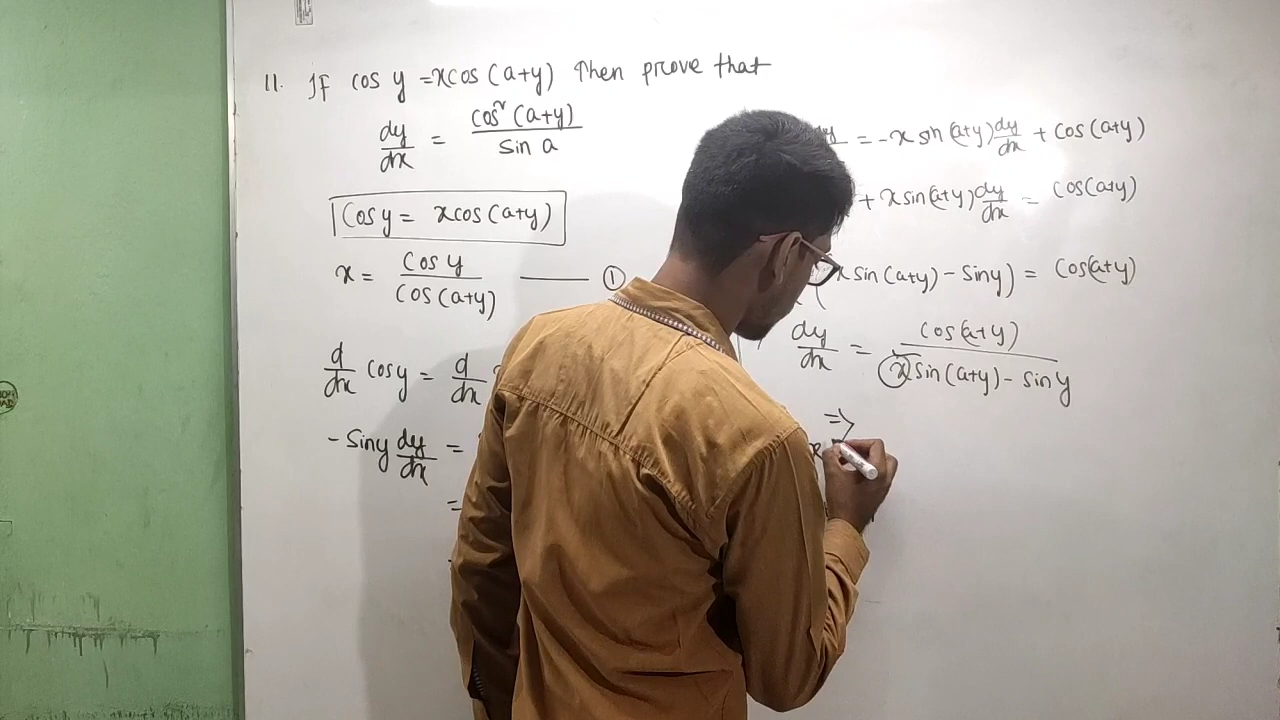 11. If cos y = x cos (a+y) Then prove that
dy/dx = cos² (a+y) / sin a
Cos y = x cos (a+y)
x = Cos y / Cos (a+y) ——— ①
d/dx Cos y = d/dx
- Sin y dy/dx =
=
= -x sin (a+y) dy/dx + Cos (a+y)
+ x sin (a+y) dy/dx = Cos (a+y)
x sin (a+y) - Sin y) = Cos (a+y)
dy/dx = Cos (a+y) / x Sin (a+y) - sin y
=>